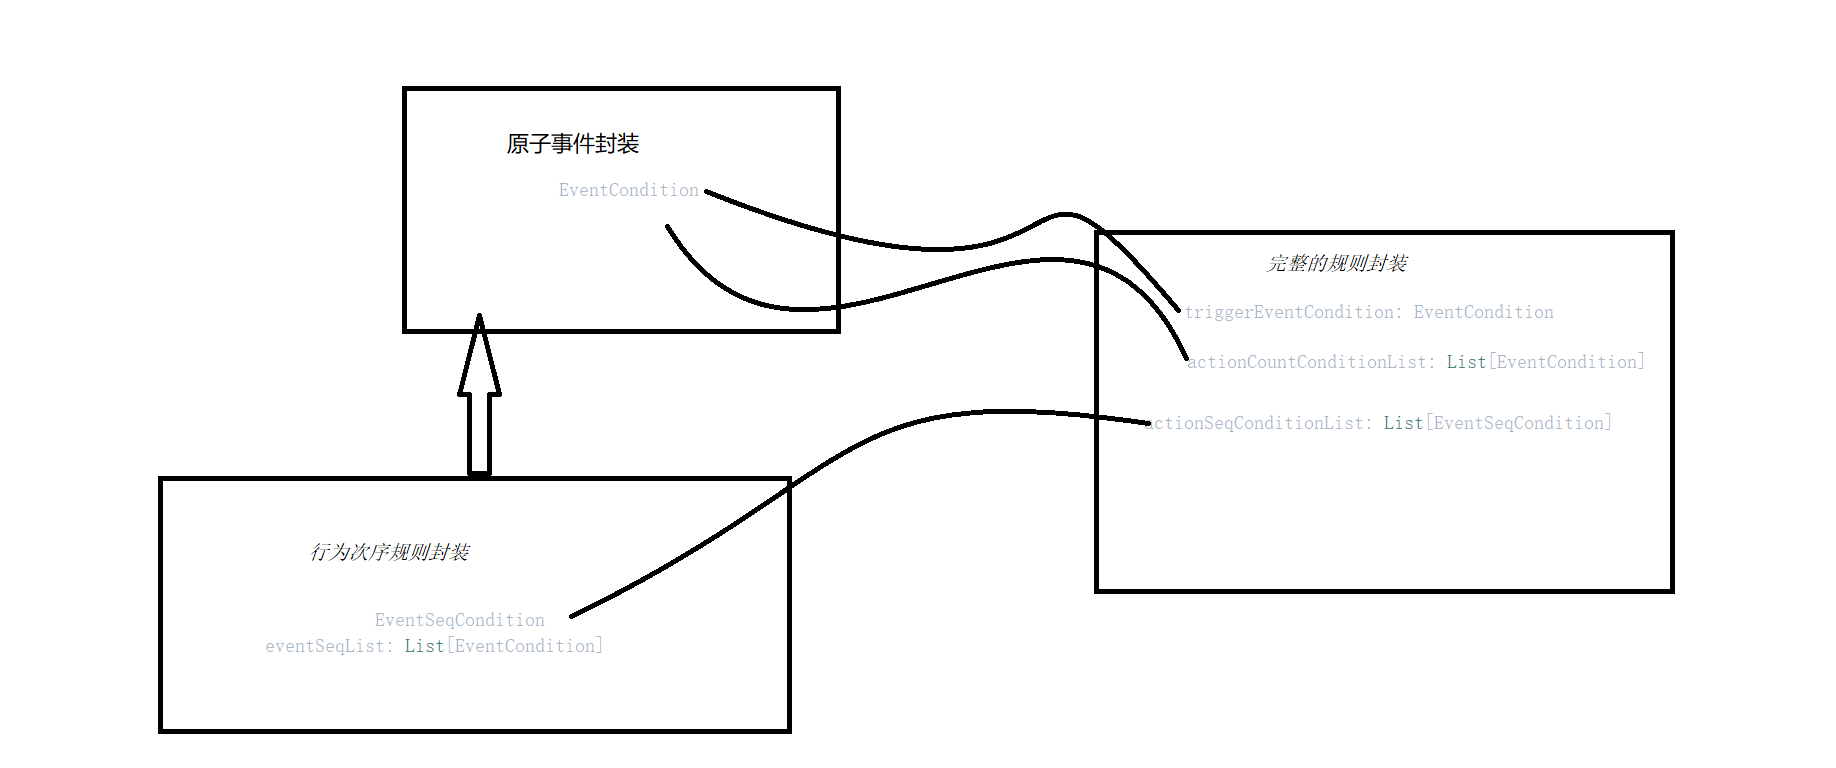 原子事件封装
EventCondition
完整的规则封装
triggerEventCondition: EventCondition
actionCountConditionList: List[EventCondition]
actionSeqConditionList: List[EventSeqCondition]
行为次序规则封装
EventSeqCondition
eventSeqList: List[EventCondition]